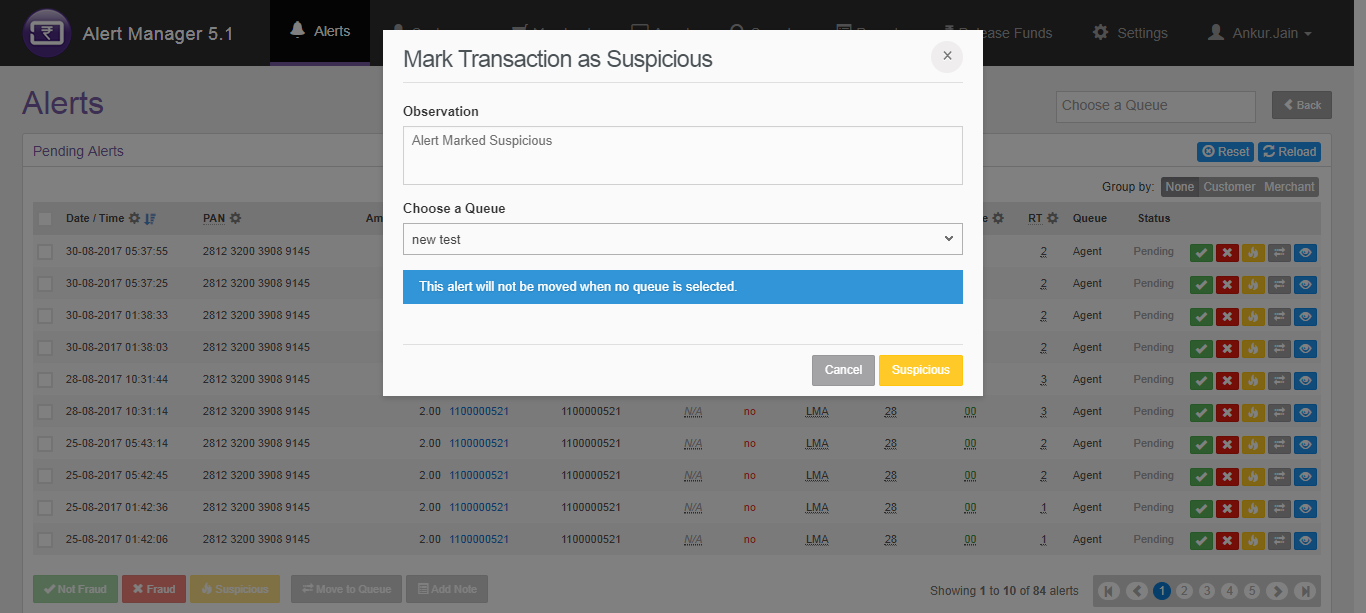 Alert Manager 5.1
Alerts
Release Funds
Settings
Ankur.Jain
Mark Transaction as Suspicious
×
Observation
Alert Marked Suspicious
Choose a Queue
new test
This alert will not be moved when no queue is selected.
Cancel Suspicious
Alerts
Choose a Queue
Back
Pending Alerts
Reset Reload
Group by: None Customer Merchant
Date / Time PAN Am RT Queue Status
30-08-2017 05:37:55 2812 3200 3908 9145 2 Agent Pending
30-08-2017 05:37:25 2812 3200 3908 9145 2 Agent Pending
30-08-2017 01:38:33 2812 3200 3908 9145 2 Agent Pending
30-08-2017 01:38:03 2812 3200 3908 9145 2 Agent Pending
28-08-2017 10:31:44 2812 3200 3908 9145 3 Agent Pending
28-08-2017 10:31:14 2812 3200 3908 9145 2.00 1100000521 1100000521 N/A no LMA 28 00 3 Agent Pending
25-08-2017 05:43:14 2812 3200 3908 9145 2.00 1100000521 1100000521 N/A no LMA 28 00 2 Agent Pending
25-08-2017 05:42:45 2812 3200 3908 9145 2.00 1100000521 1100000521 N/A no LMA 28 00 2 Agent Pending
25-08-2017 01:42:36 2812 3200 3908 9145 2.00 1100000521 1100000521 N/A no LMA 28 00 1 Agent Pending
25-08-2017 01:42:06 2812 3200 3908 9145 2.00 1100000521 1100000521 N/A no LMA 28 00 1 Agent Pending
Not Fraud Fraud Suspicious Move to Queue Add Note
Showing 1 to 10 of 84 alerts
1 2 3 4 5